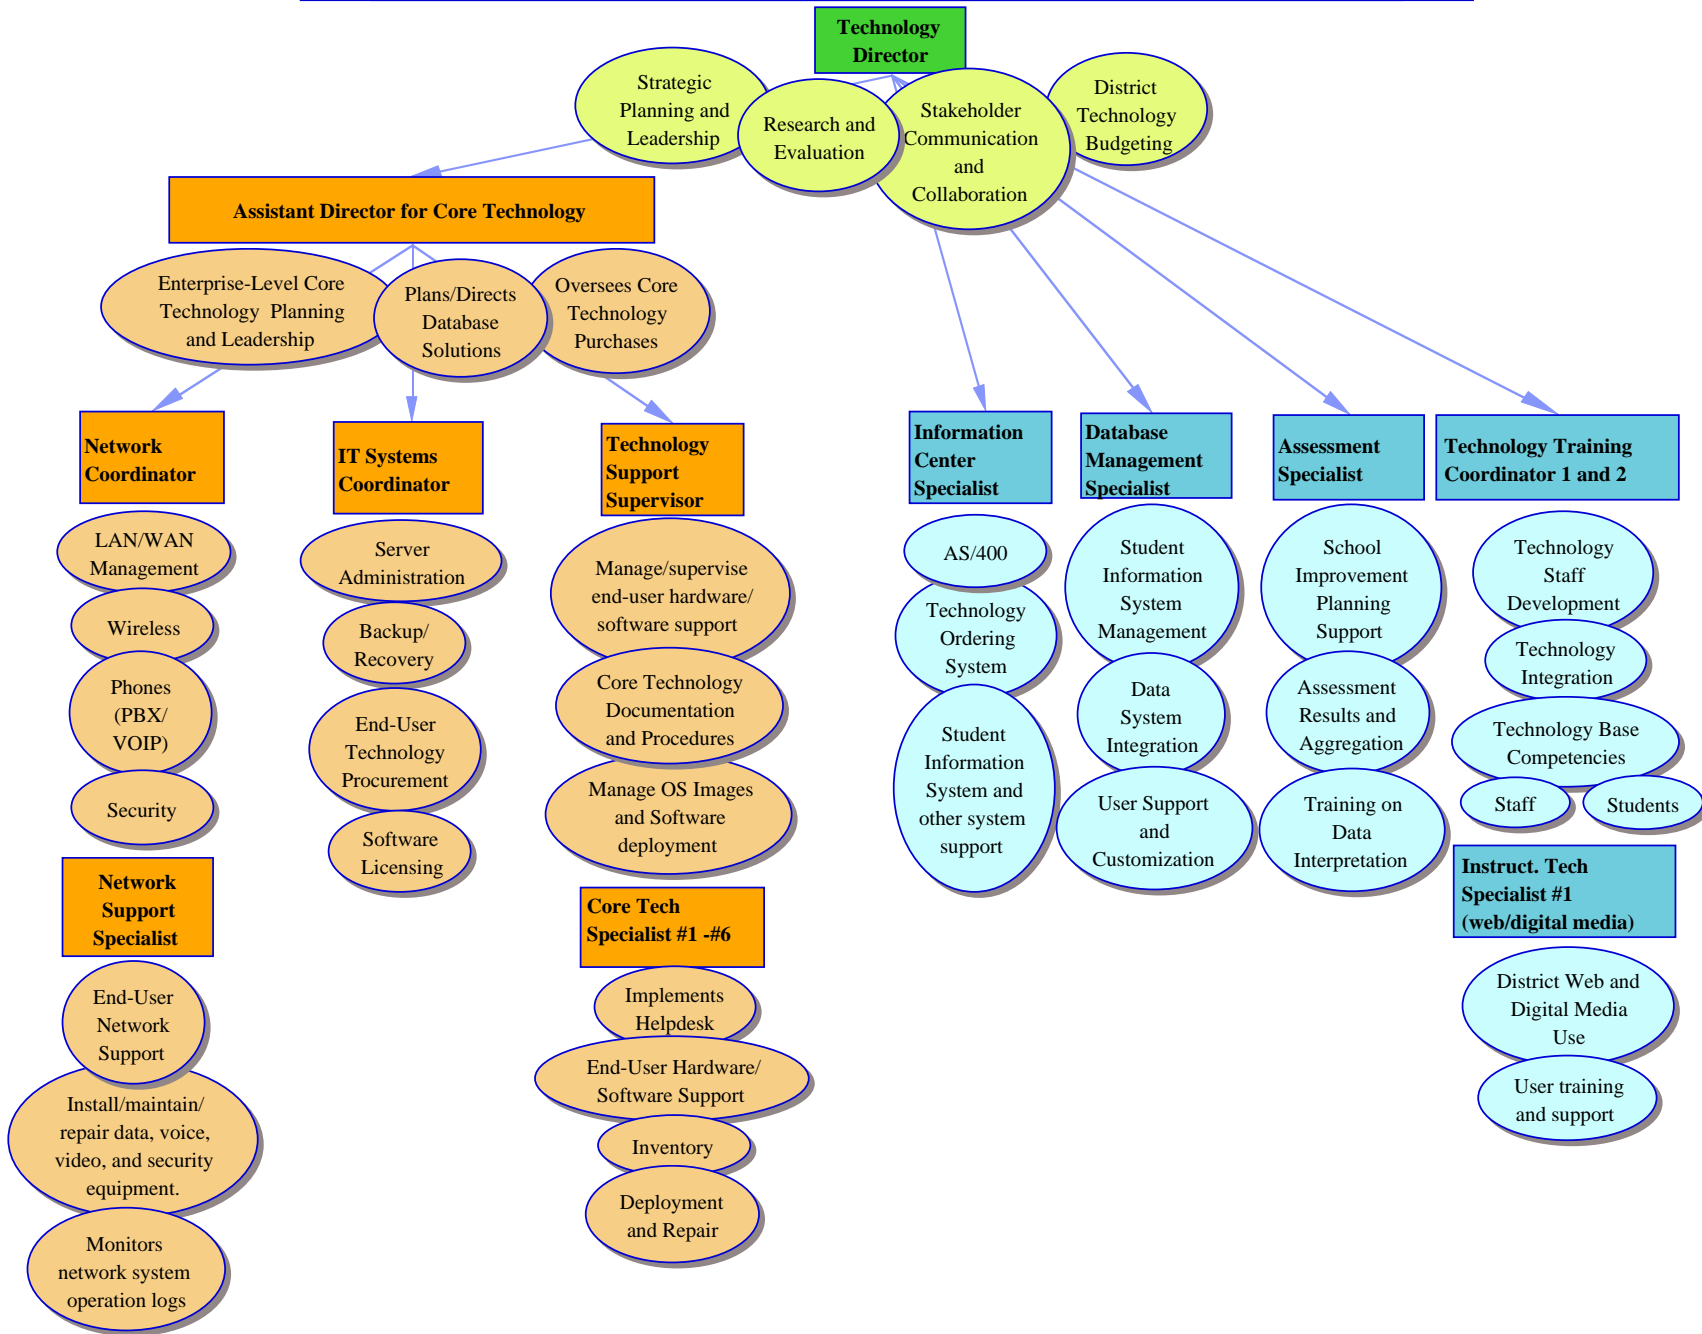 Technology
Director
Strategic
Planning and
Leadership
Research and
Evaluation
Stakeholder
Communication
and
Collaboration
District
Technology
Budgeting
Assistant Director for Core Technology
Enterprise-Level Core
Technology Planning
and Leadership
Plans/Directs
Database
Solutions
Oversees Core
Technology
Purchases
Network
Coordinator
LAN/WAN
Management
Wireless
Phones
(PBX/
VOIP)
Security
Network
Support
Specialist
End-User
Network
Support
Install/maintain/
repair data, voice,
video, and security
equipment.
Monitors
network system
operation logs
IT Systems
Coordinator
Server
Administration
Backup/
Recovery
End-User
Technology
Procurement
Software
Licensing
Technology
Support
Supervisor
Manage/supervise
end-user hardware/
software support
Core Technology
Documentation
and Procedures
Manage OS Images
and Software
deployment
Core Tech
Specialist #1 -#6
Implements
Helpdesk
End-User Hardware/
Software Support
Inventory
Deployment
and Repair
Information
Center
Specialist
AS/400
Technology
Ordering
System
Student
Information
System and
other system
support
Database
Management
Specialist
Student
Information
System
Management
Data
System
Integration
User Support
and
Customization
Assessment
Specialist
School
Improvement
Planning
Support
Assessment
Results and
Aggregation
Training on
Data
Interpretation
Technology Training
Coordinator 1 and 2
Technology
Staff
Development
Technology
Integration
Technology Base
Competencies
Staff
Students
Instruct. Tech
Specialist #1
(web/digital media)
District Web and
Digital Media
Use
User training
and support